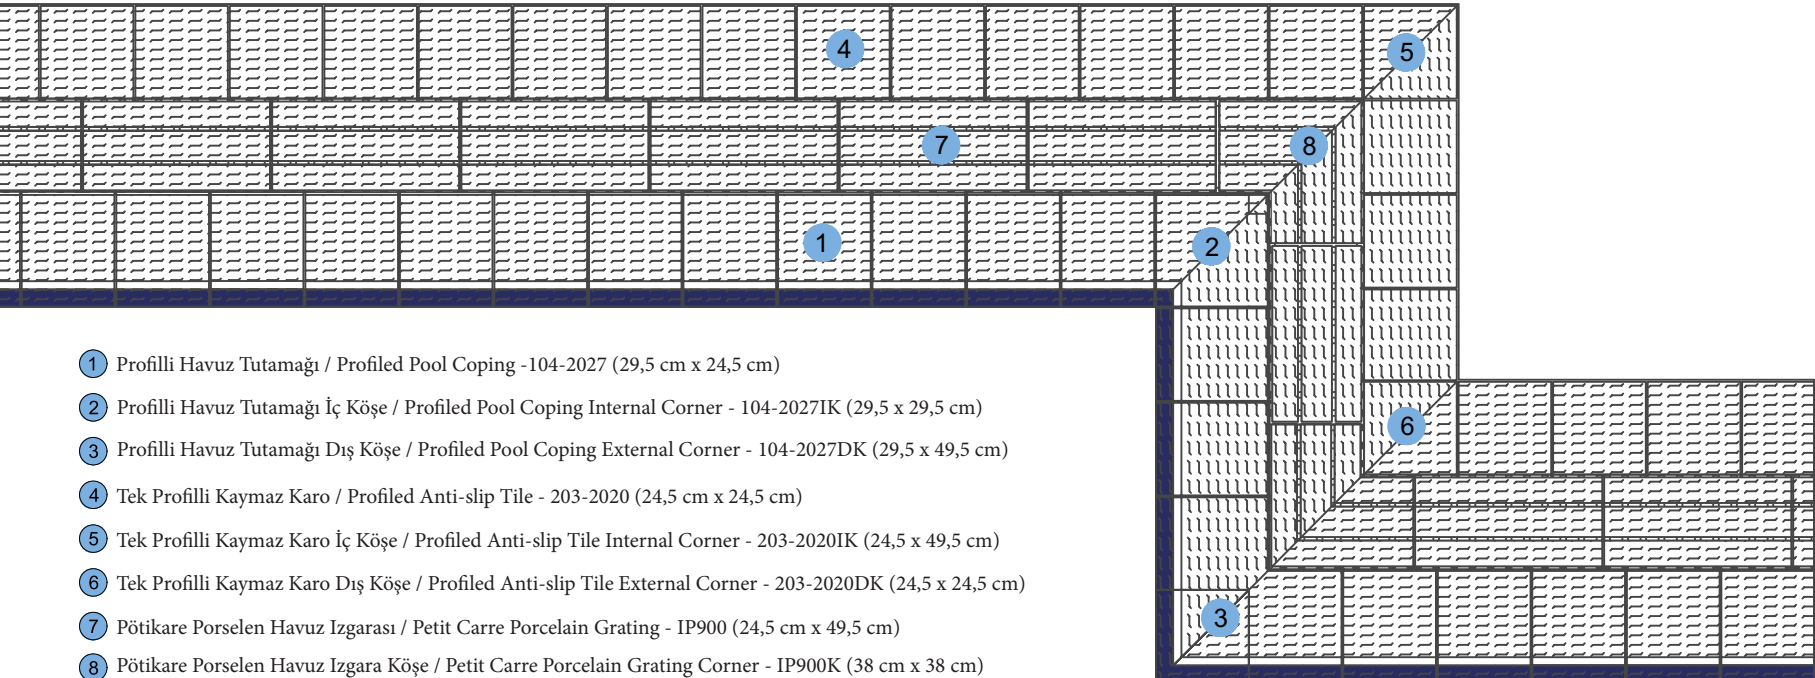 4
5
7
8
1
2
6
3
1 Profilli Havuz Tutamağı / Profiled Pool Coping -104-2027 (29,5 cm x 24,5 cm)
2 Profilli Havuz Tutamağı İç Köşe / Profiled Pool Coping Internal Corner - 104-2027IK (29,5 x 29,5 cm)
3 Profilli Havuz Tutamağı Dış Köşe / Profiled Pool Coping External Corner - 104-2027DK (29,5 x 49,5 cm)
4 Tek Profilli Kaymaz Karo / Profiled Anti-slip Tile - 203-2020 (24,5 cm x 24,5 cm)
5 Tek Profilli Kaymaz Karo İç Köşe / Profiled Anti-slip Tile Internal Corner - 203-2020IK (24,5 x 49,5 cm)
6 Tek Profilli Kaymaz Karo Dış Köşe / Profiled Anti-slip Tile External Corner - 203-2020DK (24,5 x 24,5 cm)
7 Pötikare Porselen Havuz Izgarası / Petit Carre Porcelain Grating - IP900 (24,5 cm x 49,5 cm)
8 Pötikare Porselen Havuz Izgara Köşe / Petit Carre Porcelain Grating Corner - IP900K (38 cm x 38 cm)